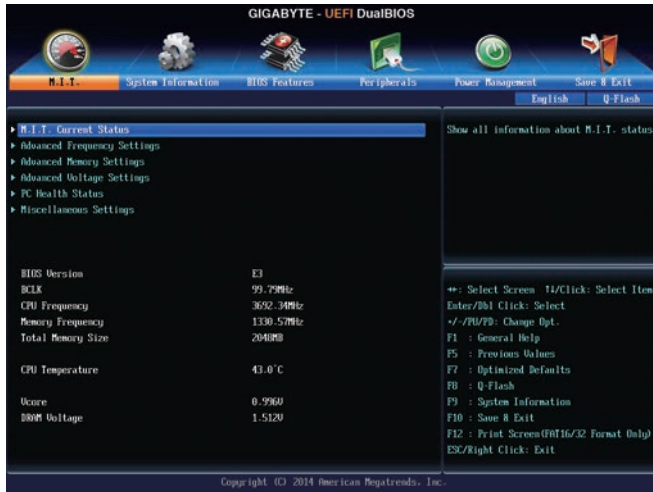 GIGABYTE - UEFI DualBIOS
M.I.T. System Information BIOS Features Peripherals Power Management Save & Exit
English Q-Flash
M.I.T. Current Status
Advanced Frequency Settings
Advanced Memory Settings
Advanced Voltage Settings
PC Health Status
Miscellaneous Settings
Show all information about M.I.T. status
BIOS Version E3
BCLK 99.79MHz
CPU Frequency 3692.34MHz
Memory Frequency 1330.57MHz
Total Memory Size 2048MB
CPU Temperature 43.0°C
Vcore 0.996V
DRAM Voltage 1.512V
↔: Select Screen ↑↓/Click: Select Item
Enter/Dbl Click: Select
+/-/PU/PD: Change Opt.
F1 : General Help
F5 : Previous Values
F7 : Optimized Defaults
F8 : Q-Flash
F9 : System Information
F10 : Save & Exit
F12 : Print Screen(FAT16/32 Format Only)
ESC/Right Click: Exit
Copyright (C) 2014 American Megatrends, Inc.